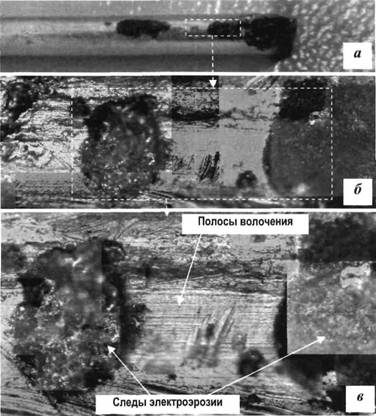 а
б
Полосы волочения
Следы электроэрозии
в